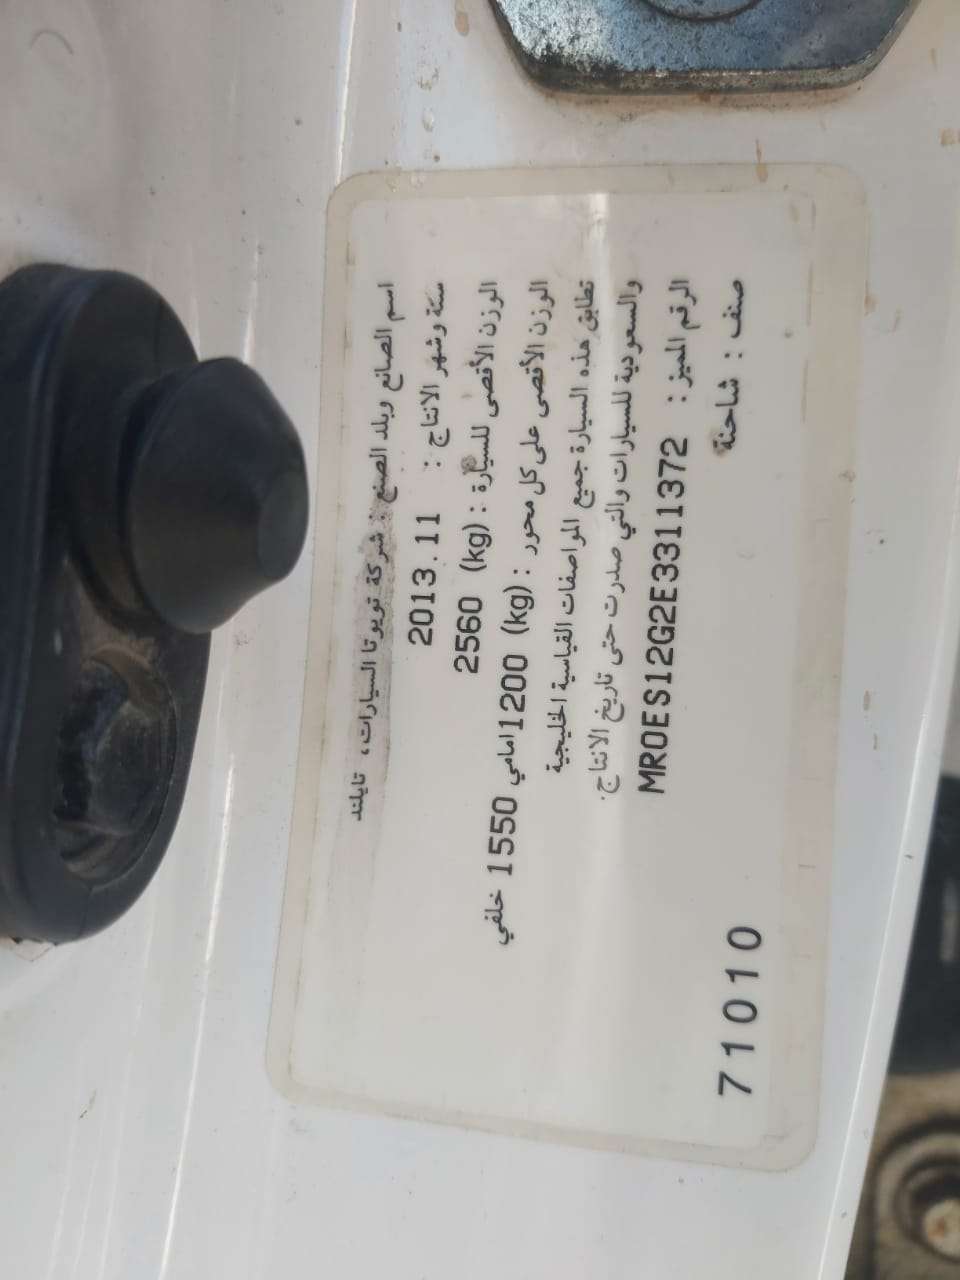 اسم الصانع وبلد الصنع : شركة تويوتا السيارات، تايلند
سنة وشهر الانتاج : 2013.11
الوزن الأقصى للسيارة : (kg) 2560
الوزن الأقصى على كل محور : (kg) 1200 امامي 1550 خلفي
تطابق هذه السيارة جميع المواصفات القياسية الخليجية
والسعودية للسيارات والتي صدرت حتى تاريخ الانتاج.
الرقم المميز : MR0ES12G2E3311372
صنف : شاحنة
71010